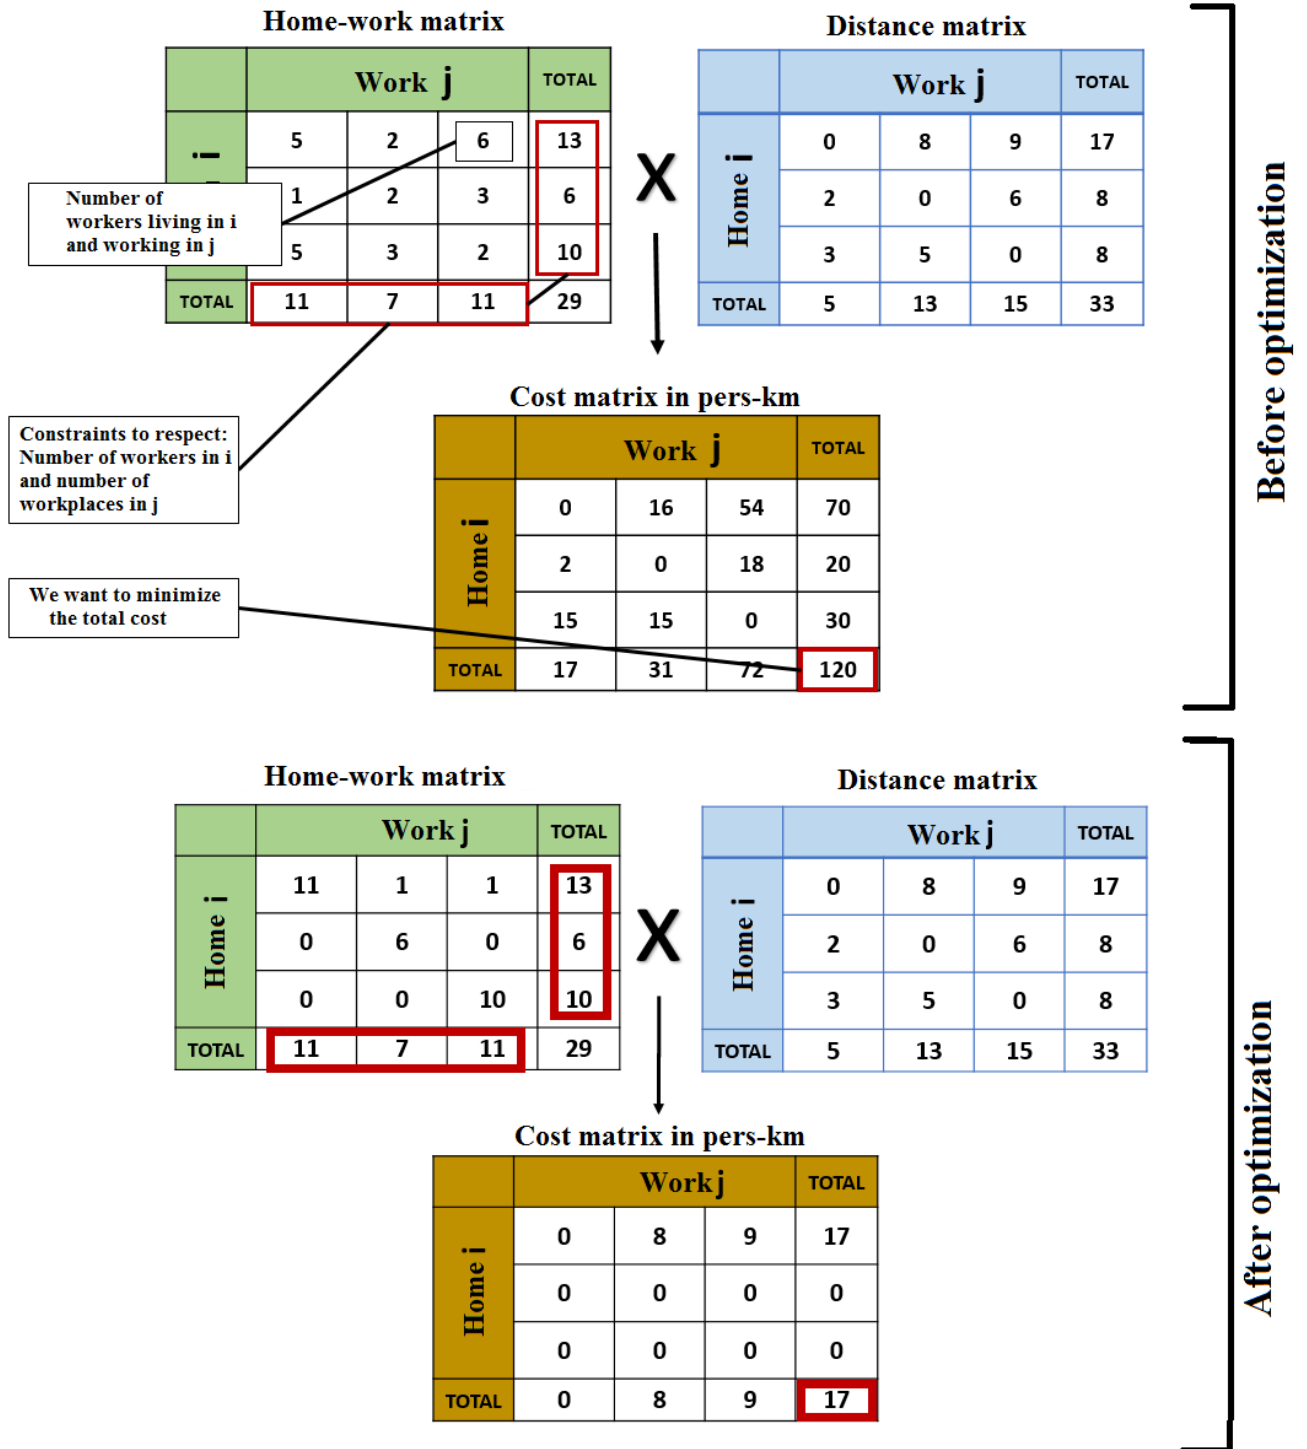 Home-work matrix
Work j TOTAL
i
5 2 6 13
1 2 3 6
5 3 2 10
TOTAL 11 7 11 29
Number of
workers living in i
and working in j
X
Distance matrix
Work j TOTAL
Home i
0 8 9 17
2 0 6 8
3 5 0 8
TOTAL 5 13 15 33
Constraints to respect:
Number of workers in i
and number of
workplaces in j
We want to minimize
the total cost
Cost matrix in pers-km
Work j TOTAL
Home i
0 16 54 70
2 0 18 20
15 15 0 30
TOTAL 17 31 72 120
Before optimization
Home-work matrix
Work j TOTAL
Home i
11 1 1 13
0 6 0 6
0 0 10 10
TOTAL 11 7 11 29
X
Distance matrix
Work j TOTAL
Home i
0 8 9 17
2 0 6 8
3 5 0 8
TOTAL 5 13 15 33
Cost matrix in pers-km
Work j TOTAL
Home i
0 8 9 17
0 0 0 0
0 0 0 0
TOTAL 0 8 9 17
After optimization